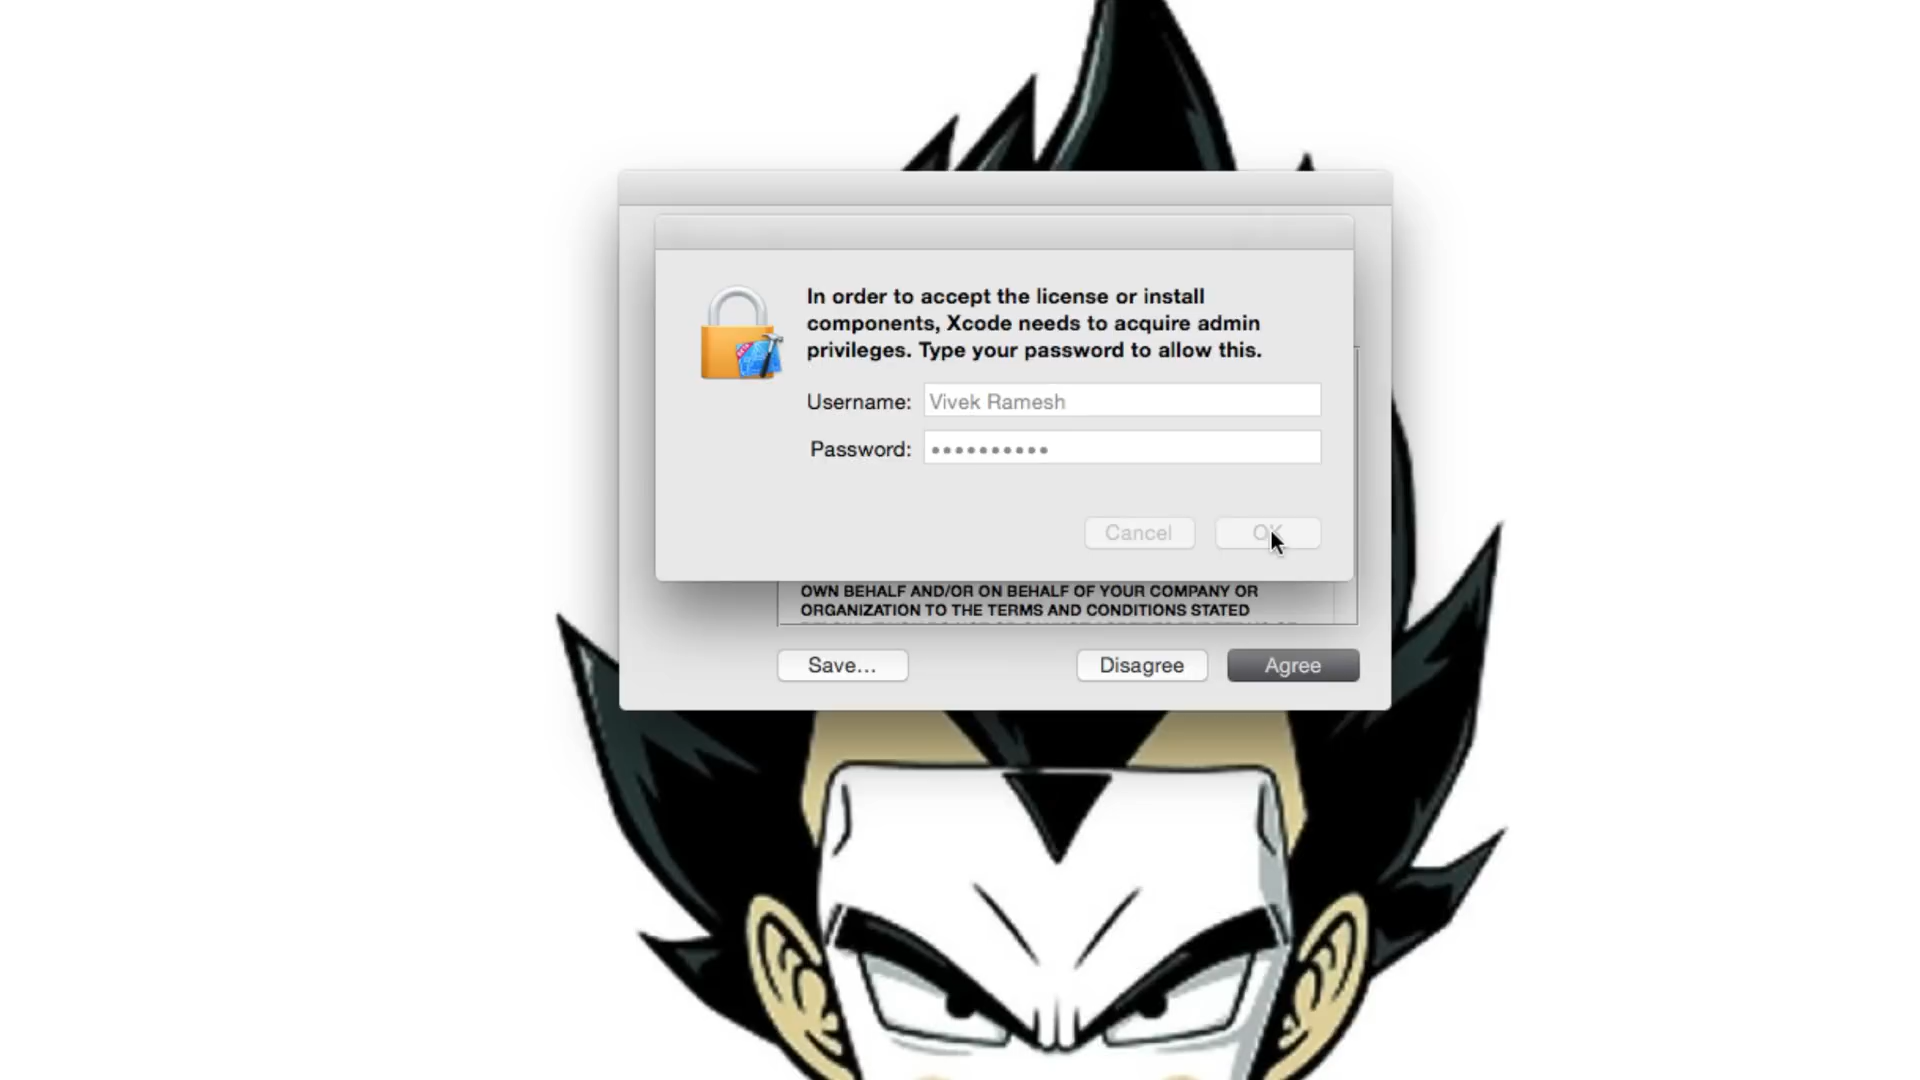 In order to accept the license or install
components, Xcode needs to acquire admin
privileges. Type your password to allow this.
Username: Vivek Ramesh
Password: ••••••••••
Cancel OK
OWN BEHALF AND/OR ON BEHALF OF YOUR COMPANY OR
ORGANIZATION TO THE TERMS AND CONDITIONS STATED
Save... Disagree Agree